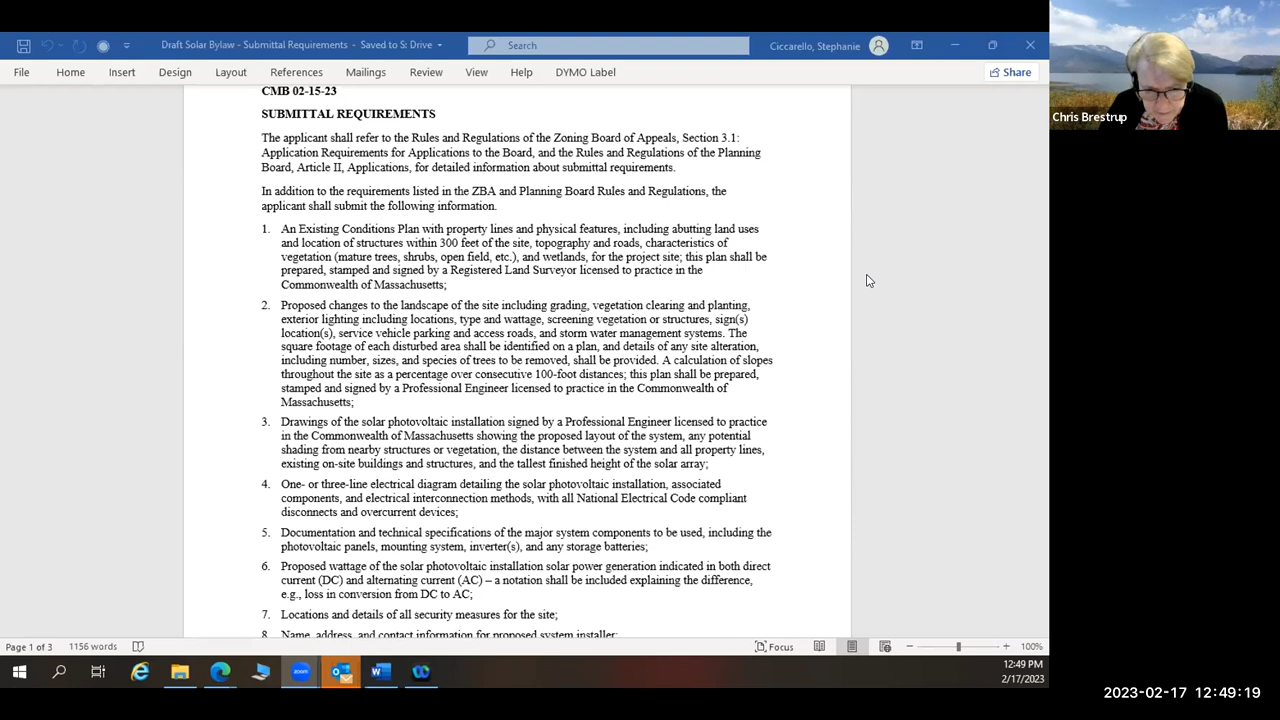 Draft Solar Bylaw - Submittal Requirements - Saved to S: Drive
Search
Ciccarello, Stephanie
File Home Insert Design Layout References Mailings Review View Help DYMO Label Share
CMB 02-15-23
SUBMITTAL REQUIREMENTS
The applicant shall refer to the Rules and Regulations of the Zoning Board of Appeals, Section 3.1:
Application Requirements for Applications to the Board, and the Rules and Regulations of the Planning
Board, Article II, Applications, for detailed information about submittal requirements.
In addition to the requirements listed in the ZBA and Planning Board Rules and Regulations, the
applicant shall submit the following information.
1. An Existing Conditions Plan with property lines and physical features, including abutting land uses
and location of structures within 300 feet of the site, topography and roads, characteristics of
vegetation (mature trees, shrubs, open field, etc.), and wetlands, for the project site; this plan shall be
prepared, stamped and signed by a Registered Land Surveyor licensed to practice in the
Commonwealth of Massachusetts;
2. Proposed changes to the landscape of the site including grading, vegetation clearing and planting,
exterior lighting including locations, type and wattage, screening vegetation or structures, sign(s)
location(s), service vehicle parking and access roads, and storm water management systems. The
square footage of each disturbed area shall be identified on a plan, and details of any site alteration,
including number, sizes, and species of trees to be removed, shall be provided. A calculation of slopes
throughout the site as a percentage over consecutive 100-foot distances; this plan shall be prepared,
stamped and signed by a Professional Engineer licensed to practice in the Commonwealth of
Massachusetts;
3. Drawings of the solar photovoltaic installation signed by a Professional Engineer licensed to practice
in the Commonwealth of Massachusetts showing the proposed layout of the system, any potential
shading from nearby structures or vegetation, the distance between the system and all property lines,
existing on-site buildings and structures, and the tallest finished height of the solar array;
4. One- or three-line electrical diagram detailing the solar photovoltaic installation, associated
components, and electrical interconnection methods, with all National Electrical Code compliant
disconnects and overcurrent devices;
5. Documentation and technical specifications of the major system components to be used, including the
photovoltaic panels, mounting system, inverter(s), and any storage batteries;
6. Proposed wattage of the solar photovoltaic installation solar power generation indicated in both direct
current (DC) and alternating current (AC) – a notation shall be included explaining the difference,
e.g., loss in conversion from DC to AC;
7. Locations and details of all security measures for the site;
8. Name, address, and contact information for proposed system installer;
Page 1 of 3 1156 words Focus 100%
zoom
12:49 PM
2/17/2023
Chris Brestrup
2023-02-17 12:49:19